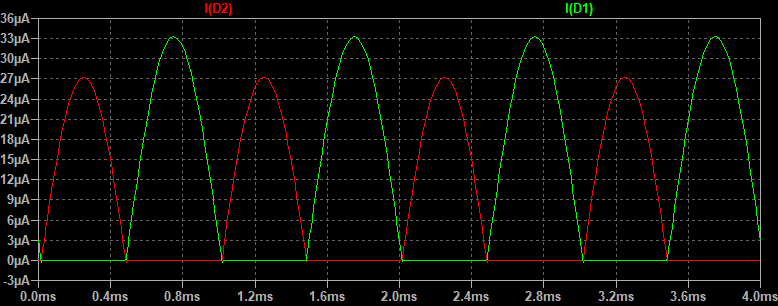 I(D2) I(D1)
36µA
33µA
30µA
27µA
24µA
21µA
18µA
15µA
12µA
9µA
6µA
3µA
0µA
-3µA
0.0ms 0.4ms 0.8ms 1.2ms 1.6ms 2.0ms 2.4ms 2.8ms 3.2ms 3.6ms 4.0ms